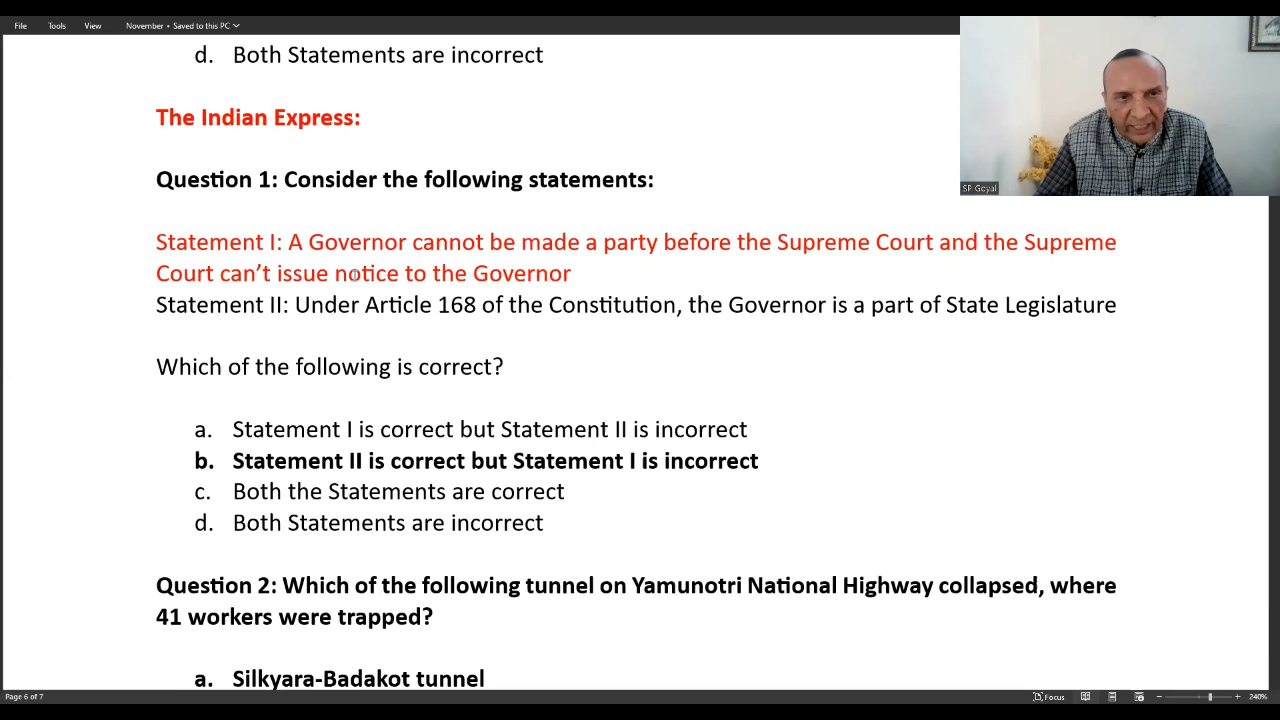 File Tools View November • Saved to this PC
d. Both Statements are incorrect
The Indian Express:
Question 1: Consider the following statements:
SP Goyal
Statement I: A Governor cannot be made a party before the Supreme Court and the Supreme
Court can’t issue notice to the Governor
Statement II: Under Article 168 of the Constitution, the Governor is a part of State Legislature
Which of the following is correct?
a. Statement I is correct but Statement II is incorrect
b. Statement II is correct but Statement I is incorrect
c. Both the Statements are correct
d. Both Statements are incorrect
Question 2: Which of the following tunnel on Yamunotri National Highway collapsed, where
41 workers were trapped?
a. Silkyara-Badakot tunnel
Page 6 of 7 Focus 240%